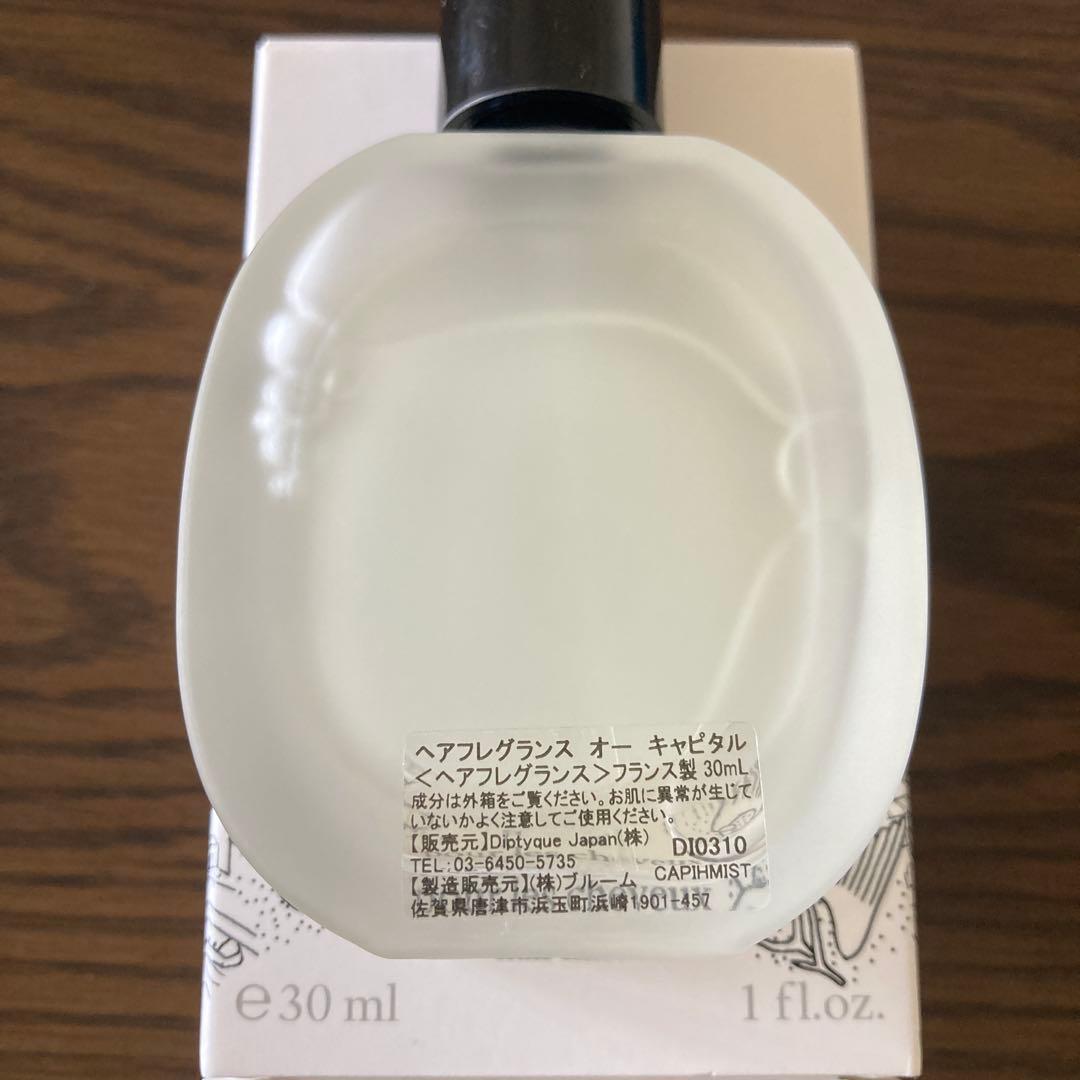 ヘアフレグランス オー キャピタル
＜ヘアフレグランス＞フランス製 30mL
成分は外箱をご覧ください。お肌に異常が生じて
いないかよく注意してご使用ください。
【販売元】Diptyque Japan(株) DI0310
TEL:03-6450-5735 CAPIHMIST
【製造販売元】(株)ブルーム
佐賀県唐津市浜玉町浜崎1901-457
cheveux
e30 ml 1 fl.oz.